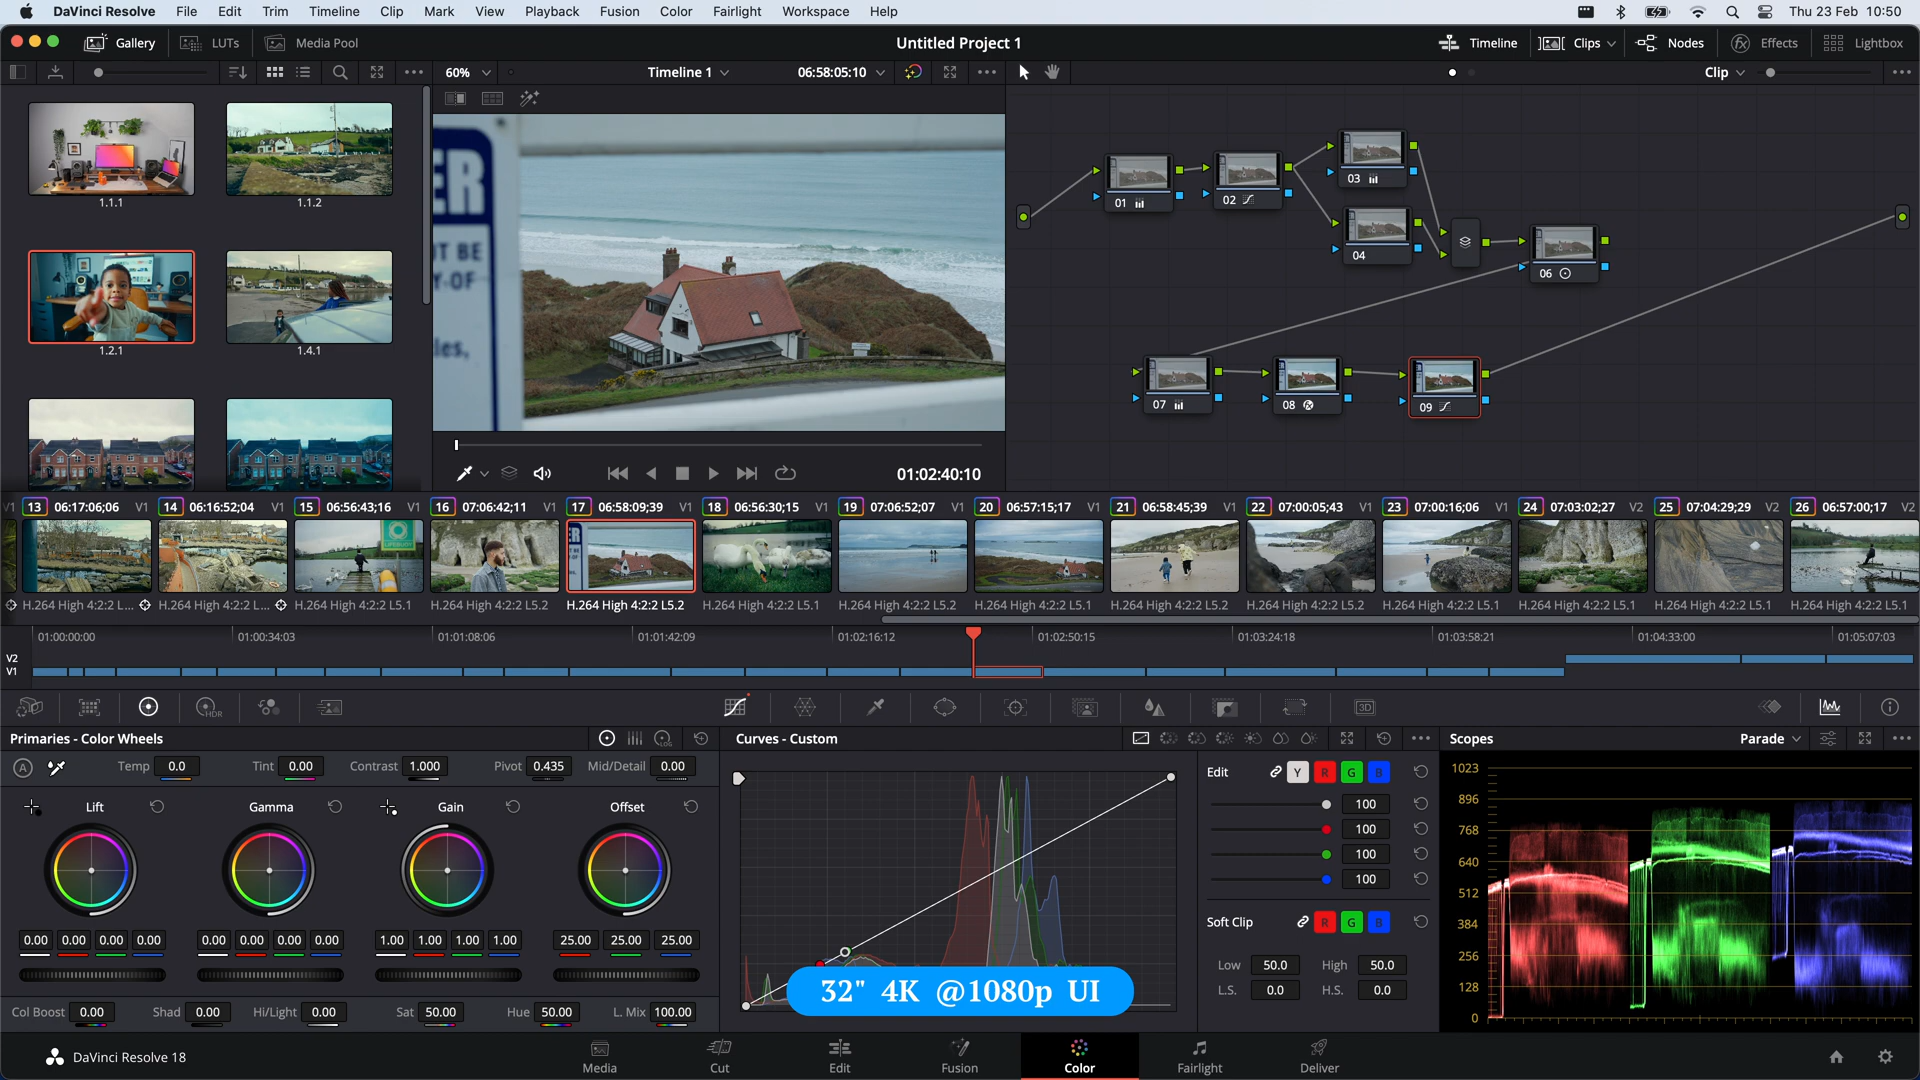 DaVinci Resolve File Edit Trim Timeline Clip Mark View Playback Fusion Color Fairlight Workspace Help Thu 23 Feb 10:50
Gallery LUTs Media Pool Untitled Project 1 Timeline Clips Nodes Effects Lightbox
60% Timeline 1 06:58:05:10 Clip
1.1.1 1.1.2
1.2.1 1.4.1
ER
T BE
Y-OF
les,
01 02 03
04 06
07 08 09
01:02:40:10
V1 13 06:17:06;06 V1 14 06:16:52;04 V1 15 06:56:43;16 V1 16 07:06:42;11 V1 17 06:58:09;39 V1 18 06:56:30;15 V1 19 07:06:52;07 V1 20 06:57:15;17 V1 21 06:58:45;39 V1 22 07:00:05;43 V1 23 07:00:16;06 V1 24 07:03:02;27 V2 25 07:04:29;29 V2 26 06:57:00;17 V2
H.264 High 4:2:2 L... H.264 High 4:2:2 L... H.264 High 4:2:2 L5.1 H.264 High 4:2:2 L5.2 H.264 High 4:2:2 L5.2 H.264 High 4:2:2 L5.1 H.264 High 4:2:2 L5.2 H.264 High 4:2:2 L5.1 H.264 High 4:2:2 L5.2 H.264 High 4:2:2 L5.2 H.264 High 4:2:2 L5.1 H.264 High 4:2:2 L5.1 H.264 High 4:2:2 L5.1 H.264 High 4:2:2 L5.1
01:00:00:00 01:00:34:03 01:01:08:06 01:01:42:09 01:02:16:12 01:02:50:15 01:03:24:18 01:03:58:21 01:04:33:00 01:05:07:03
V2
V1
HDR 3D
Primaries - Color Wheels LOG Curves - Custom Scopes Parade
A Temp 0.0 Tint 0.00 Contrast 1.000 Pivot 0.435 Mid/Detail 0.00
Lift Gamma Gain Offset
0.00 0.00 0.00 0.00 0.00 0.00 0.00 0.00 1.00 1.00 1.00 1.00 25.00 25.00 25.00
Col Boost 0.00 Shad 0.00 Hi/Light 0.00 Sat 50.00 Hue 50.00 L. Mix 100.00
Edit Y R G B
100
100
100
100
Soft Clip R G B
Low 50.0 High 50.0
L.S. 0.0 H.S. 0.0
1023
896
768
640
512
384
256
128
0
32" 4K @1080p UI
DaVinci Resolve 18 Media Cut Edit Fusion Color Fairlight Deliver